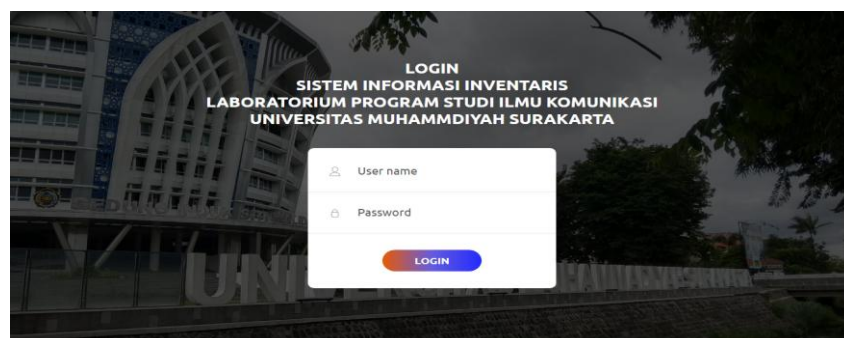 LOGIN
SISTEM INFORMASI INVENTARIS
LABORATORIUM PROGRAM STUDI ILMU KOMUNIKASI
UNIVERSITAS MUHAMMDIYAH SURAKARTA
User name
Password
LOGIN